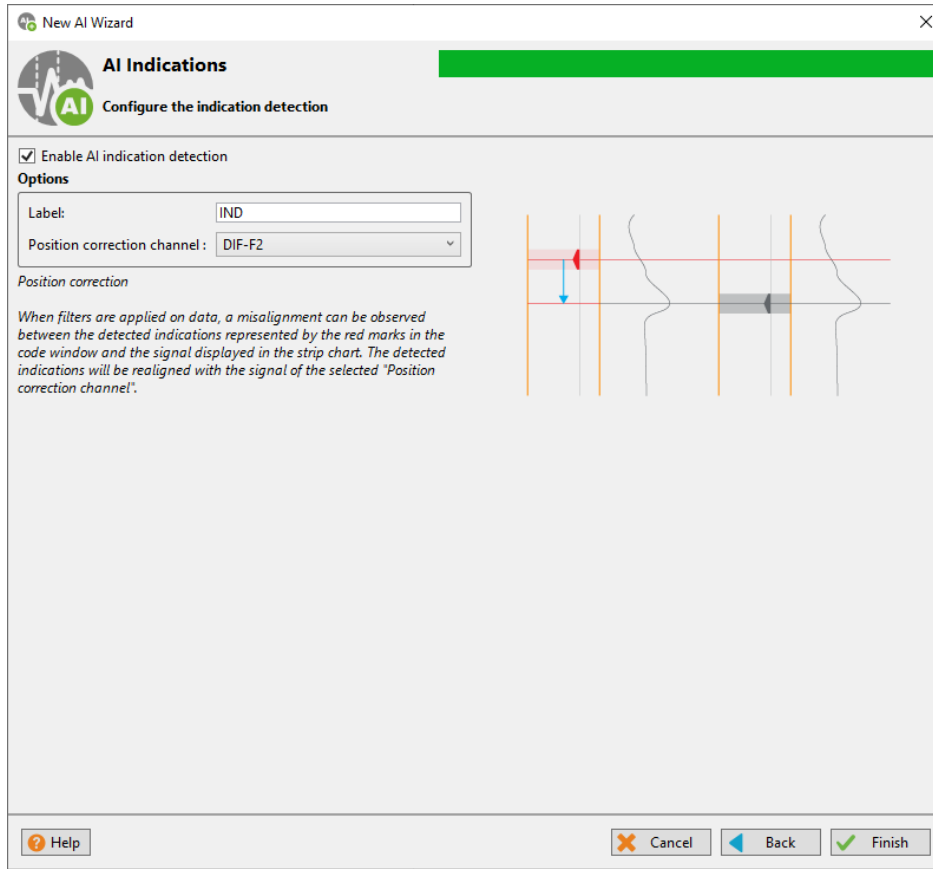 New AI Wizard
AI Indications
AI
Configure the indication detection
Enable AI indication detection
Options
Label:
IND
Position correction channel :
DIF-F2
Position correction
When filters are applied on data, a misalignment can be observed
between the detected indications represented by the red marks in the
code window and the signal displayed in the strip chart. The detected
indications will be realigned with the signal of the selected "Position
correction channel".
Help
Cancel
Back
Finish